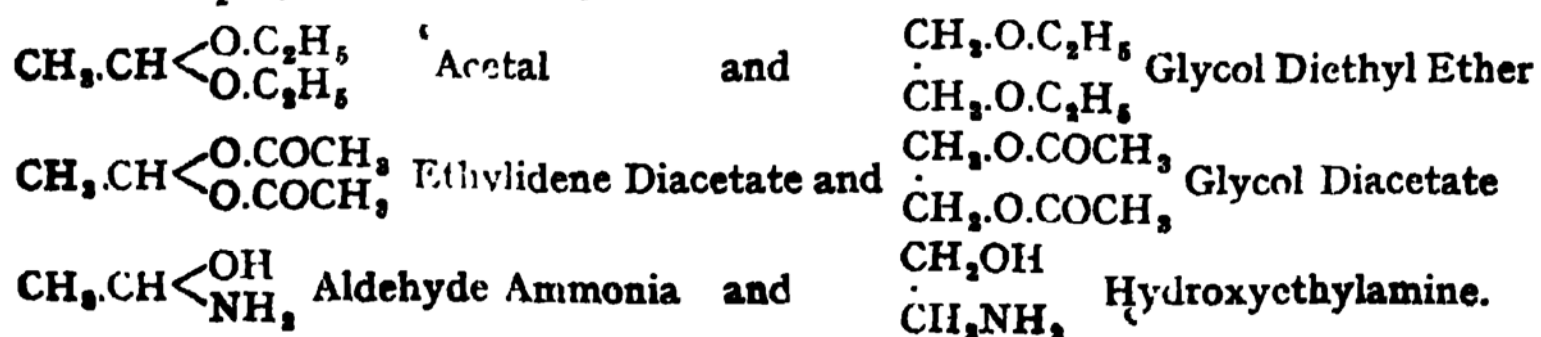 CH₃.CH<O.C₂H₅ O.C₂H₅ Acetal and CH₂.O.C₂H₅ CH₂.O.C₂H₅ Glycol Diethyl Ether
CH₃.CH<O.COCH₃ O.COCH₃ Ethylidene Diacetate and CH₂.O.COCH₃ CH₂.O.COCH₃ Glycol Diacetate
CH₃.CH<OH NH₂ Aldehyde Ammonia and CH₂OH CH₂NH₂ Hydroxyethylamine.